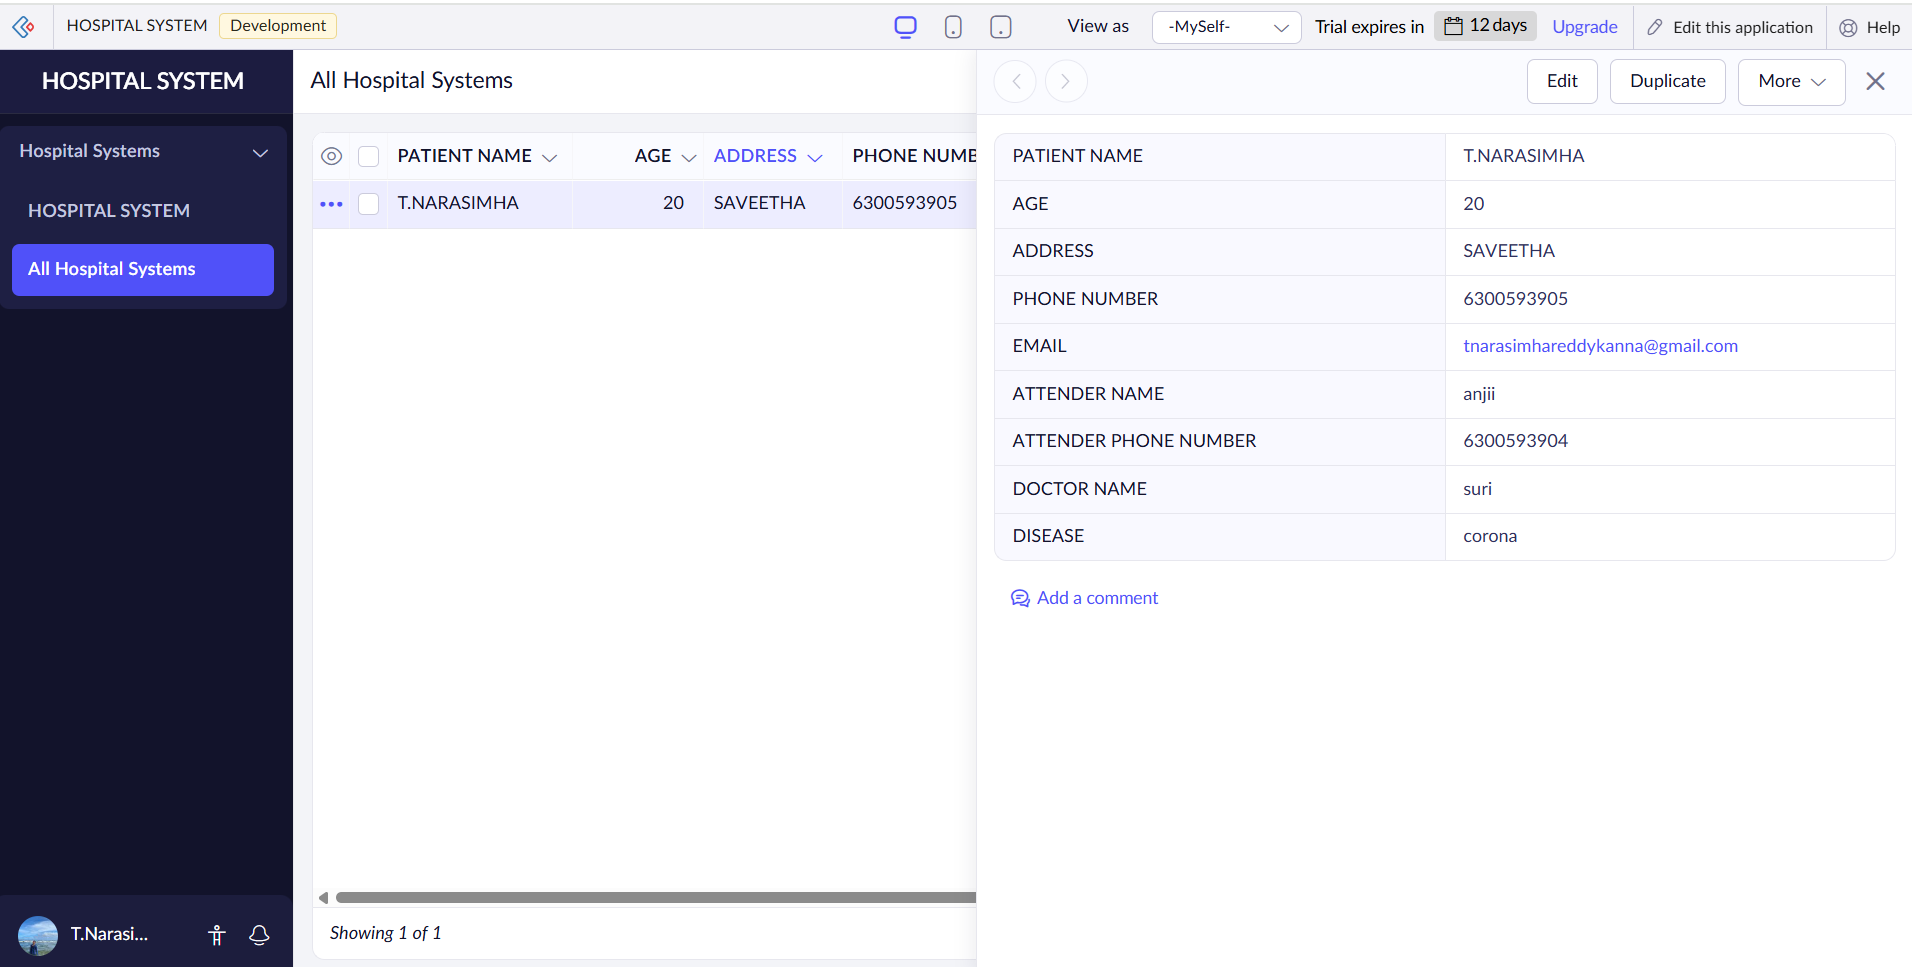 HOSPITAL SYSTEM Development View as -MySelf- Trial expires in 12 days Upgrade Edit this application Help
HOSPITAL SYSTEM
Hospital Systems
HOSPITAL SYSTEM
All Hospital Systems
T.Narasi...
All Hospital Systems
PATIENT NAME AGE ADDRESS PHONE NUMB
T.NARASIMHA 20 SAVEETHA 6300593905
Showing 1 of 1
Edit Duplicate More
PATIENT NAME T.NARASIMHA
AGE 20
ADDRESS SAVEETHA
PHONE NUMBER 6300593905
EMAIL tnarasimhareddykanna@gmail.com
ATTENDER NAME anjii
ATTENDER PHONE NUMBER 6300593904
DOCTOR NAME suri
DISEASE corona
Add a comment